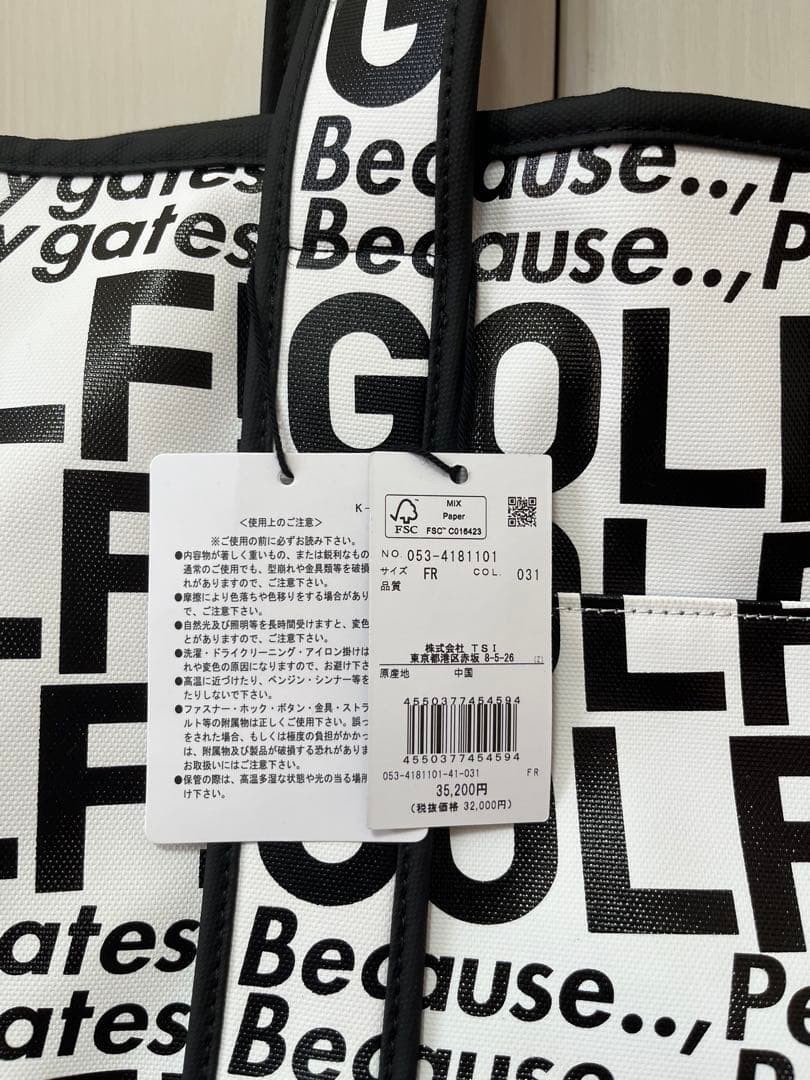 G
Because..,P
y gates Because..,Pe
y gates Because..,Pe
LF!GOLF
K-
＜使用上のご注意＞
※ご使用の前に必ずお読み下さい。
●内容物が著しく重いもの、または鋭利なもの
通常のご使用でも、型崩れや金具類等を破損
れがありますので、ご注意下さい。
●摩擦により色落ちや色移りをする場合があり
で、ご注意下さい。
●自然光及び照明等を長時間受けますと、変色
とがありますので、ご注意下さい。
●洗濯・ドライクリーニング・アイロン掛けは
れや変色の原因になりますので、お避け下さ
●高温に近づけたり、ベンジン・シンナー等を
たりしないで下さい。
●ファスナー・ホック・ボタン・金具・ストラ
ルト等の附属物は正しくご使用下さい。誤っ
をされた場合、もしくは極度の負担がかかっ
は、附属物及び製品が破損する恐れがありま
お取扱いにはご注意下さい。
●保管の際は、高温多湿な状態や光の当る場所
け下さい。
FSC
MIX
Paper
FSC™ C016423
NO. 053-4181101
サイズ FR COL. 031
品質
株式会社 TSI
東京都港区赤坂 8-5-26 (Z)
原産地 中国
4550377454594
4550377454594
053-4181101-41-031 FR
35,200円
(税抜価格 32,000円)
LF GOLF
gates Because..,Pe
gates Because..,Pe